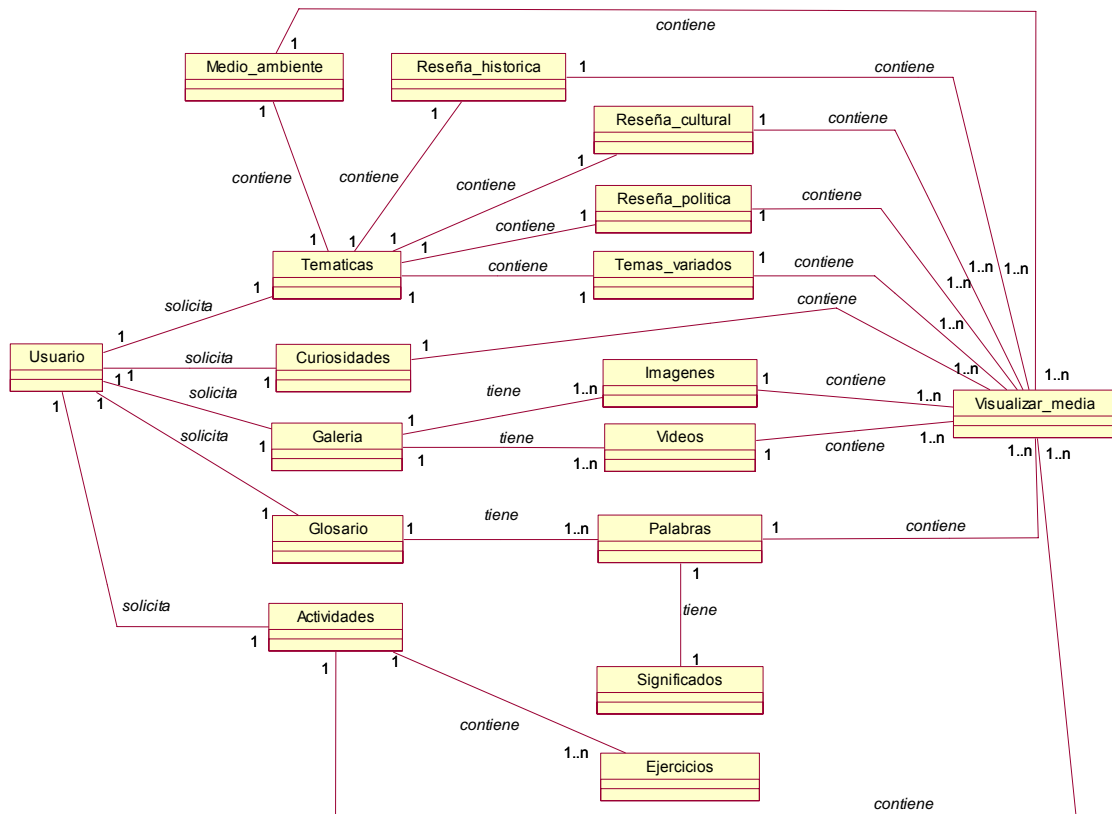 contiene
1
Medio_ambiente
Reseña_historica
1
contiene
1
1
Reseña_cultural
1
contiene
1
contiene
contiene
contiene
Reseña_politica
1
contiene
1
contiene
1
1
1
1
1
1
Tematicas
contiene
Temas_variados
1
contiene
1..n
1..n
1
1
1
1..n
solicita
contiene
1..n
1
Usuario
solicita
Curiosidades
1
1
1
1
1
solicita
tiene
1..n
Imagenes
1
contiene
1..n
1..n
1..n
Visualizar_media
1
1
1
solicita
1
Galeria
tiene
Videos
1..n
1
1..n
1
contiene
1..n
1..n
1
Glosario
1
tiene
1..n
Palabras
1
contiene
1
solicita
Actividades
tiene
1
1
1
Significados
contiene
1..n
Ejercicios
contiene